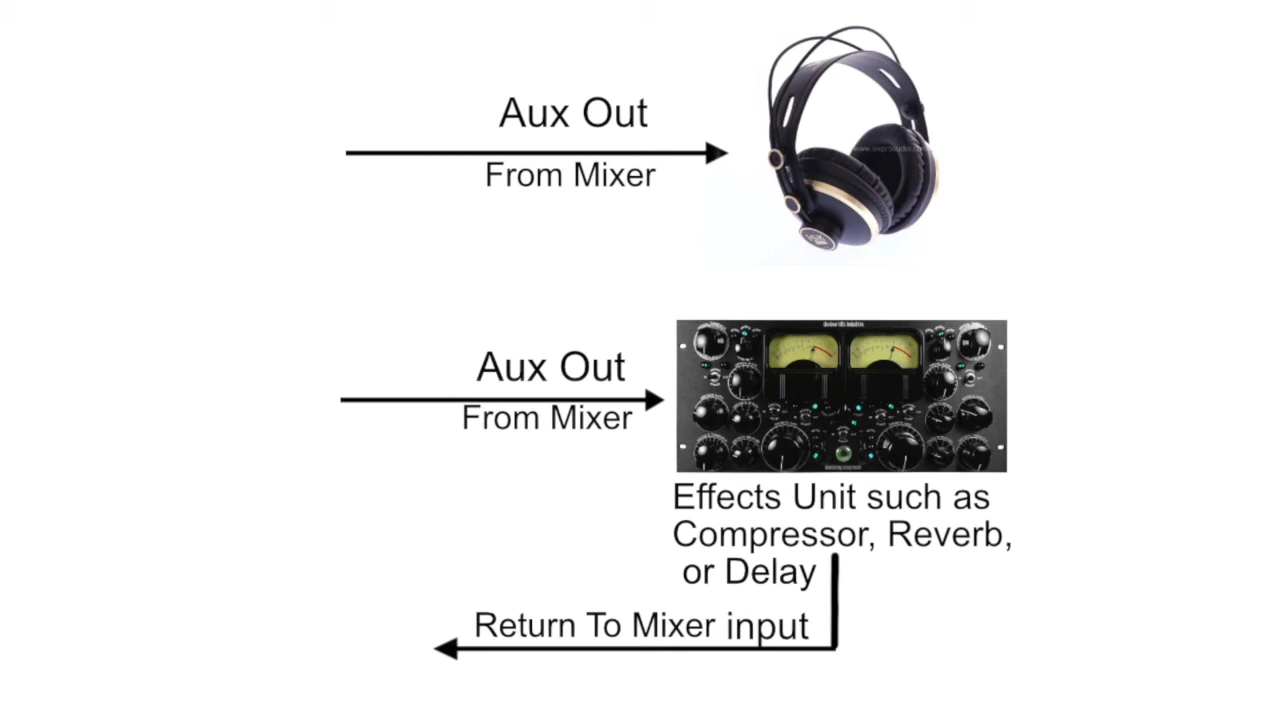 Aux Out
From Mixer
Aux Out
From Mixer
Effects Unit such as
Compressor, Reverb,
or Delay
Return To Mixer input